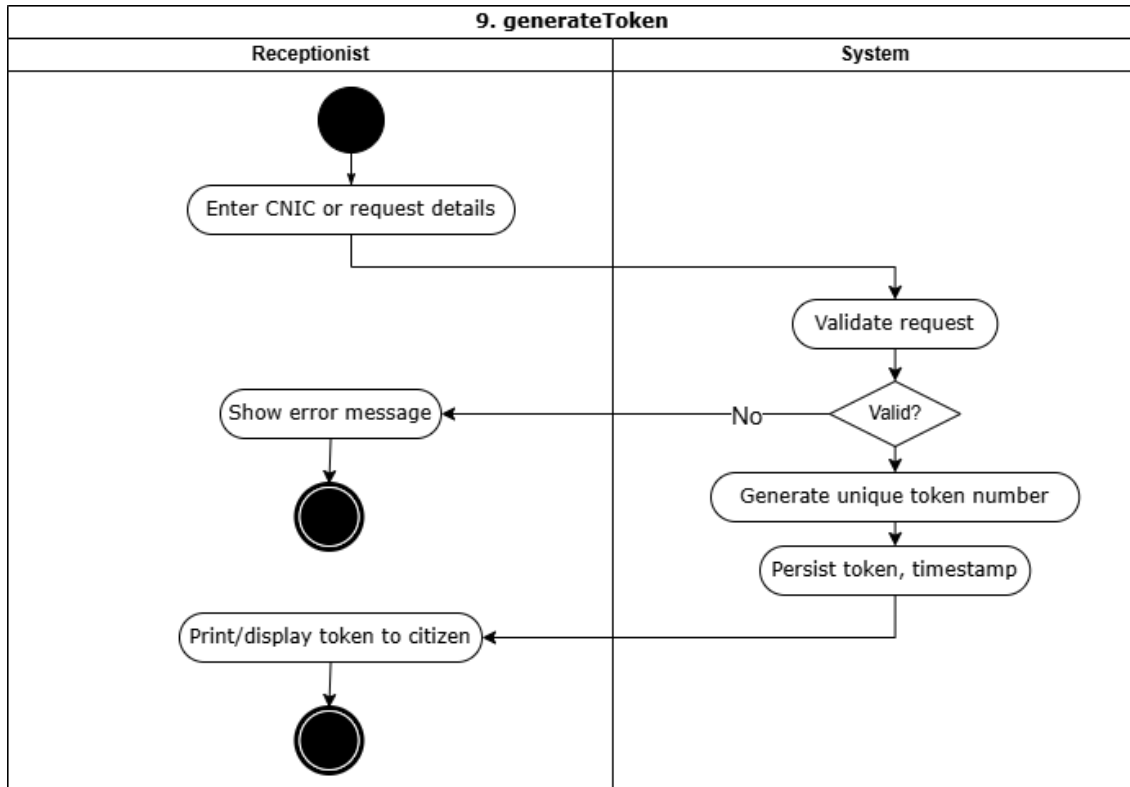 9. generateToken
Receptionist
System
Enter CNIC or request details
Validate request
Valid?
No
Show error message
Generate unique token number
Persist token, timestamp
Print/display token to citizen